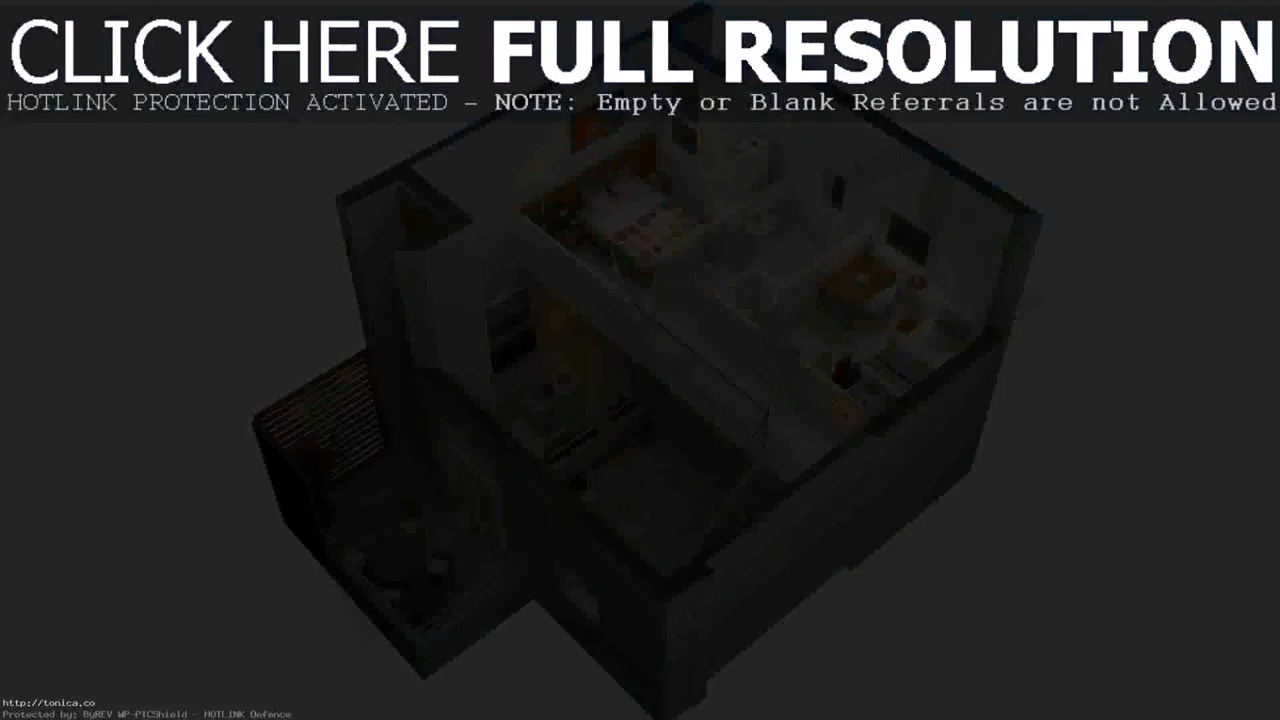 CLICK HERE FULL RESOLUTION
HOTLINK PROTECTION ACTIVATED – NOTE: Empty or Blank Referrals are not Allowed
http://tonica.co
Protected by: ByREV WP-PICShield - HOTLINK Defence